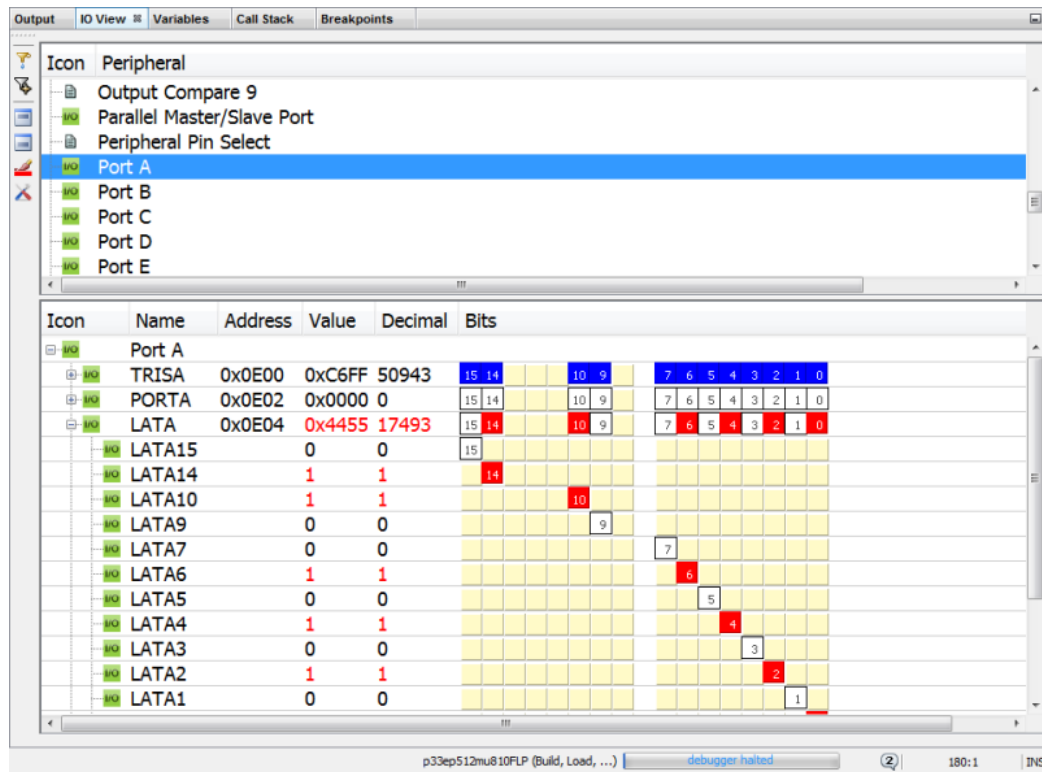 Output IO View Variables Call Stack Breakpoints
Icon Peripheral
Output Compare 9
I/O Parallel Master/Slave Port
Peripheral Pin Select
I/O Port A
I/O Port B
I/O Port C
I/O Port D
I/O Port E
Icon Name Address Value Decimal Bits
I/O Port A
I/O TRISA 0x0E00 0xC6FF 50943 15 14 10 9 7 6 5 4 3 2 1 0
I/O PORTA 0x0E02 0x0000 0 15 14 10 9 7 6 5 4 3 2 1 0
I/O LATA 0x0E04 0x4455 17493 15 14 10 9 7 6 5 4 3 2 1 0
I/O LATA15 0 0 15
I/O LATA14 1 1 14
I/O LATA10 1 1 10
I/O LATA9 0 0 9
I/O LATA7 0 0 7
I/O LATA6 1 1 6
I/O LATA5 0 0 5
I/O LATA4 1 1 4
I/O LATA3 0 0 3
I/O LATA2 1 1 2
I/O LATA1 0 0 1
p33ep512mu810FLP (Build, Load, ...) debugger halted 2 180:1 INS